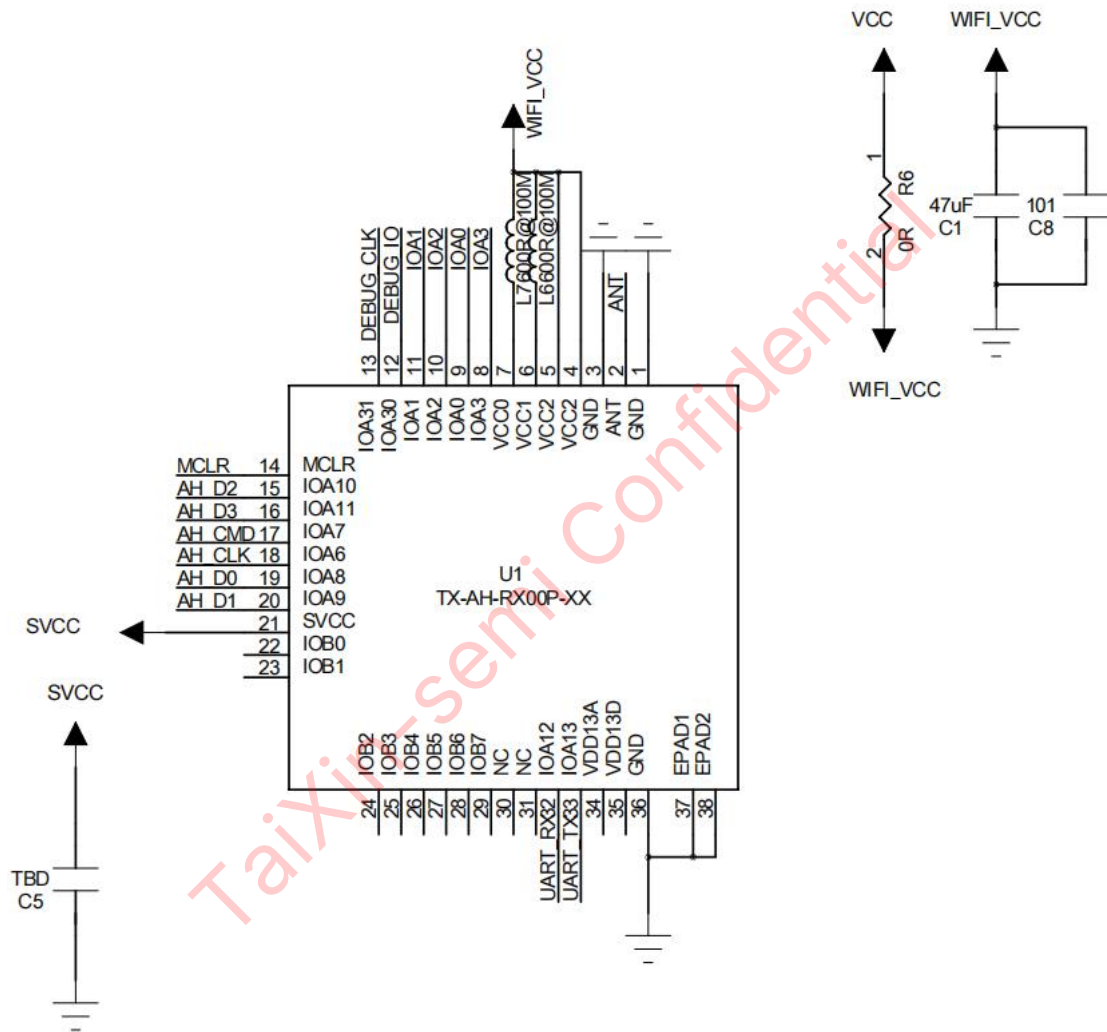 VCC
WIFI_VCC
WIFI_VCC
1
R6
2
0R
47uF
C1
101
C8
WIFI_VCC
L7600R@100M
L6600R@100M
13 DEBUG_CLK
12 DEBUG_IO
11 IOA1
10 IOA2
9 IOA0
8 IOA3
7
6
5
4
3
2 ANT
1
IOA31
IOA30
IOA1
IOA2
IOA0
IOA3
VCC0
VCC1
VCC2
VCC2
GND
ANT
GND
MCLR 14 MCLR
AH_D2 15 IOA10
AH_D3 16 IOA11
AH_CMD 17 IOA7
AH_CLK 18 IOA6
AH_D0 19 IOA8
AH_D1 20 IOA9
SVCC 21 SVCC
22 IOB0
23 IOB1
U1
TX-AH-RX00P-XX
SVCC
TBD
C5
IOB2
IOB3
IOB4
IOB5
IOB6
IOB7
NC
NC
IOA12
IOA13
VDD13A
VDD13D
GND
EPAD1
EPAD2
24
25
26
27
28
29
30
31
UART_RX32
UART_TX33
34
35
36
37
38
TaiXin-semi Confidential